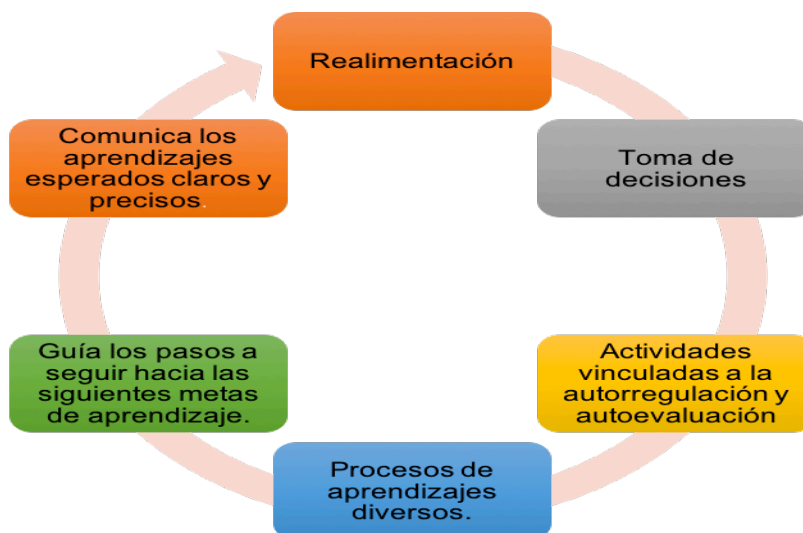 Realimentación
Toma de
decisiones
Actividades
vinculadas a la
autorregulación y
autoevaluación
Procesos de
aprendizajes
diversos.
Guía los pasos a
seguir hacia las
siguientes metas
de aprendizaje.
Comunica los
aprendizajes
esperados claros y
precisos.